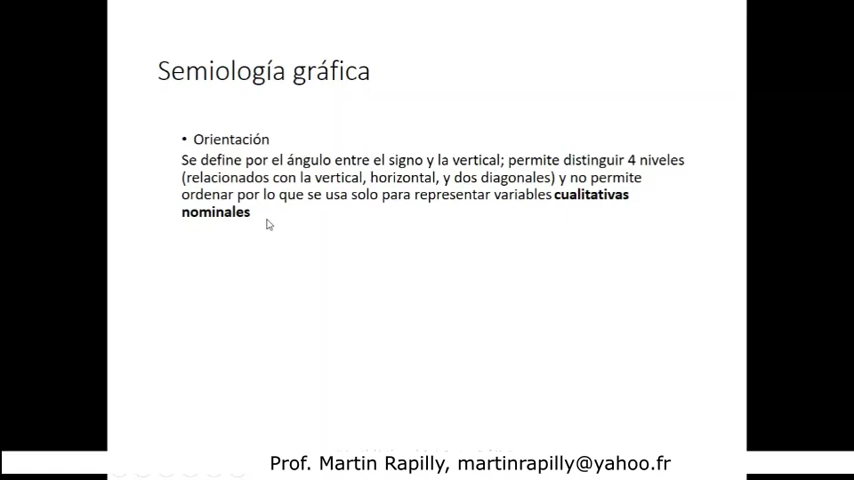 Semiología gráfica
• Orientación
Se define por el ángulo entre el signo y la vertical; permite distinguir 4 niveles
(relacionados con la vertical, horizontal, y dos diagonales) y no permite
ordenar por lo que se usa solo para representar variables cualitativas
nominales
Prof. Martin Rapilly, martinrapilly@yahoo.fr